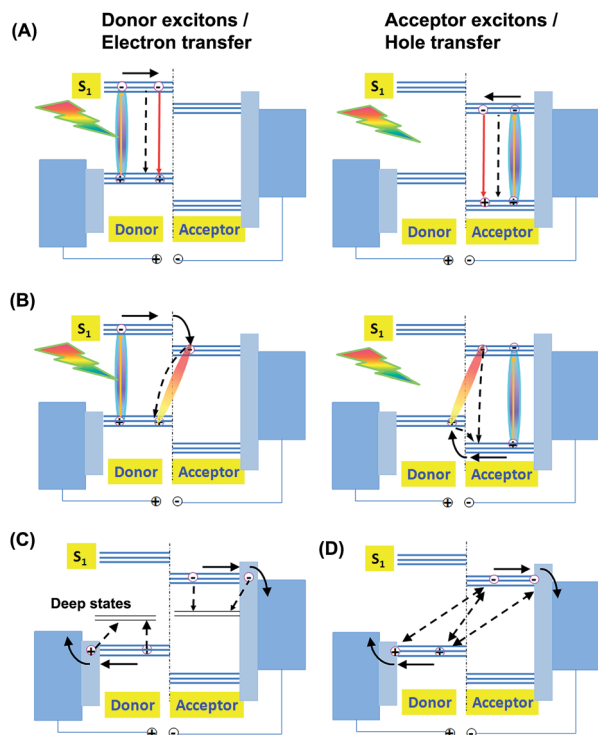 Donor excitons /
Electron transfer
Acceptor excitons /
Hole transfer
(A)
S1
Donor
Acceptor
+ -
S1
Donor
Acceptor
+ -
(B)
S1
Donor
Acceptor
+ -
S1
Donor
Acceptor
+ -
(C)
S1
Deep states
Donor
Acceptor
+ -
(D)
S1
Donor
Acceptor
+ -